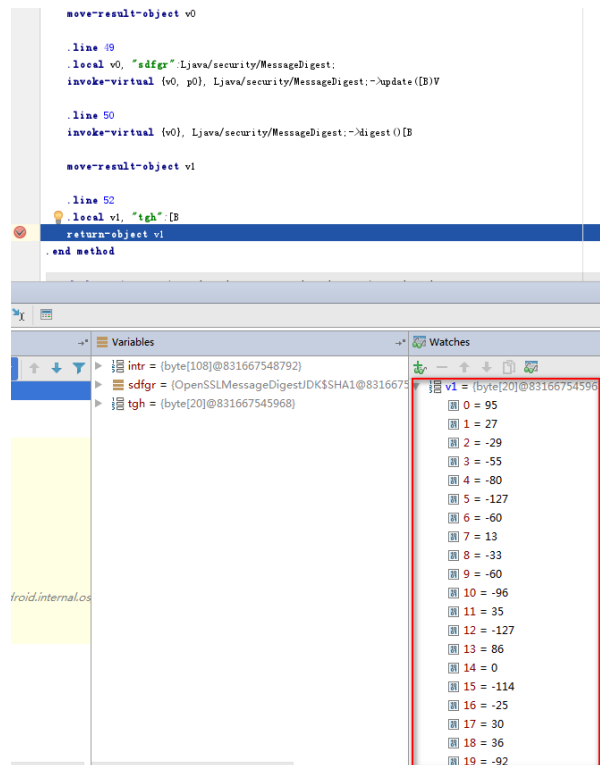 move-result-object v0
.line 49
.local v0, "sdfgr":Ljava/security/MessageDigest;
invoke-virtual {v0, p0}, Ljava/security/MessageDigest;->update([B)V
.line 50
invoke-virtual {v0}, Ljava/security/MessageDigest;->digest()[B
move-result-object v1
.line 52
.local v1, "tgh":[B
return-object v1
.end method
Variables
Watches
intr = {byte[108]@831667548792}
sdfgr = {OpenSSLMessageDigestJDK$SHA1@8316675
tgh = {byte[20]@831667545968}
droid.internal.os
v1 = {byte[20]@83166754596
0 = 95
1 = 27
2 = -29
3 = -55
4 = -80
5 = -127
6 = -60
7 = 13
8 = -33
9 = -60
10 = -96
11 = 35
12 = -127
13 = 86
14 = 0
15 = -114
16 = -25
17 = 30
18 = 36
19 = -92